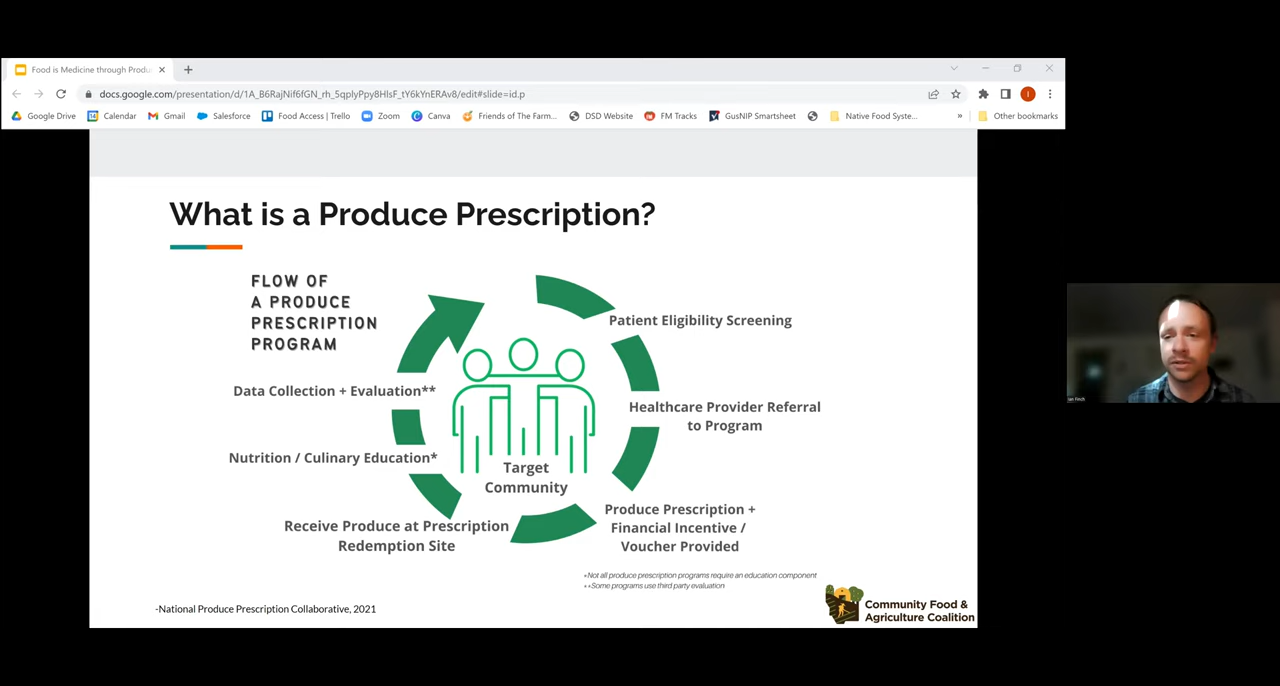 Food is Medicine through Produ
docs.google.com/presentation/d/1A_B6RajNif6fGN_rh_5qplyPpy8HIsF_tY6kYnERAv8/edit#slide=id.p
Google Drive Calendar Gmail Salesforce Food Access | Trello Zoom Canva Friends of The Farm... DSD Website FM Tracks GusNIP Smartsheet Native Food Syste... » Other bookmarks
What is a Produce Prescription?
FLOW OF
A PRODUCE
PRESCRIPTION
PROGRAM
Patient Eligibility Screening
Healthcare Provider Referral
to Program
Produce Prescription +
Financial Incentive /
Voucher Provided
Receive Produce at Prescription
Redemption Site
Nutrition / Culinary Education*
Data Collection + Evaluation**
Target
Community
*Not all produce prescription programs require an education component
**Some programs use third party evaluation
-National Produce Prescription Collaborative, 2021
Community Food &
Agriculture Coalition
Ian Finch